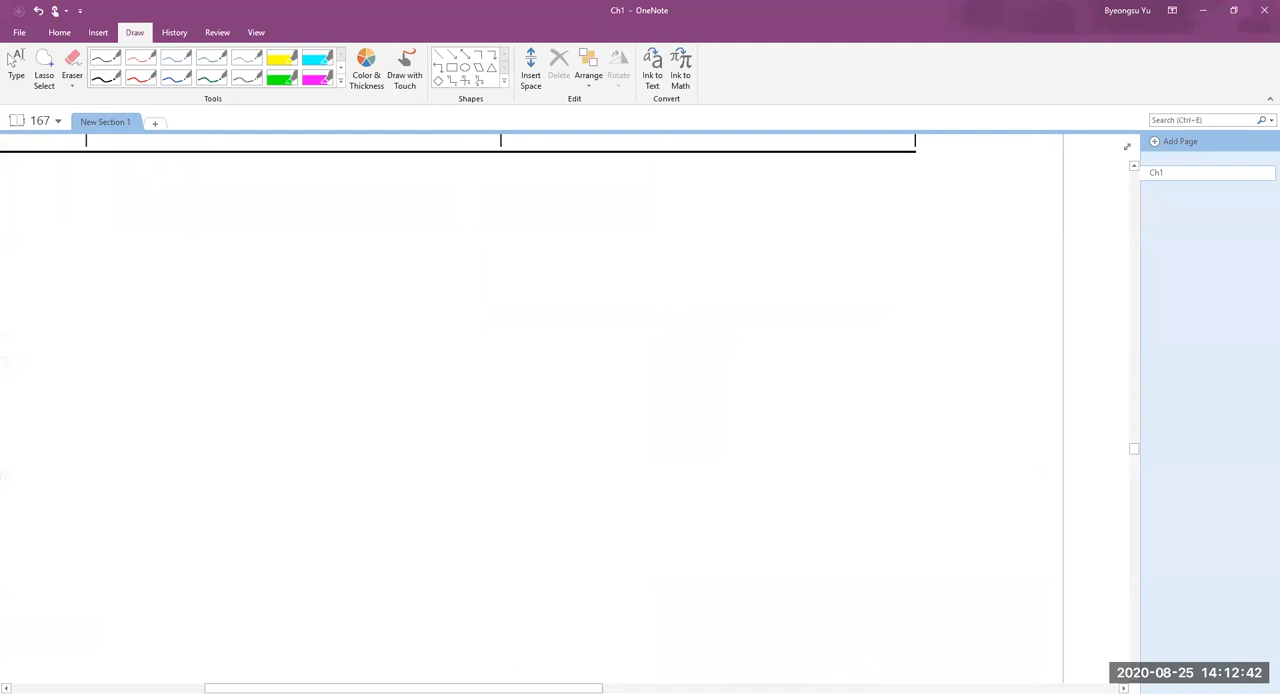 Ch1 - OneNote
Byeongsu Yu
File Home Insert Draw History Review View
Type
Lasso Select
Eraser
Color & Thickness
Draw with Touch
Insert Space
Delete
Arrange
Rotate
Ink to Text
Ink to Math
Tools
Shapes
Edit
Convert
167
New Section 1
Search (Ctrl+E)
Add Page
Ch1
2020-08-25 14:12:42